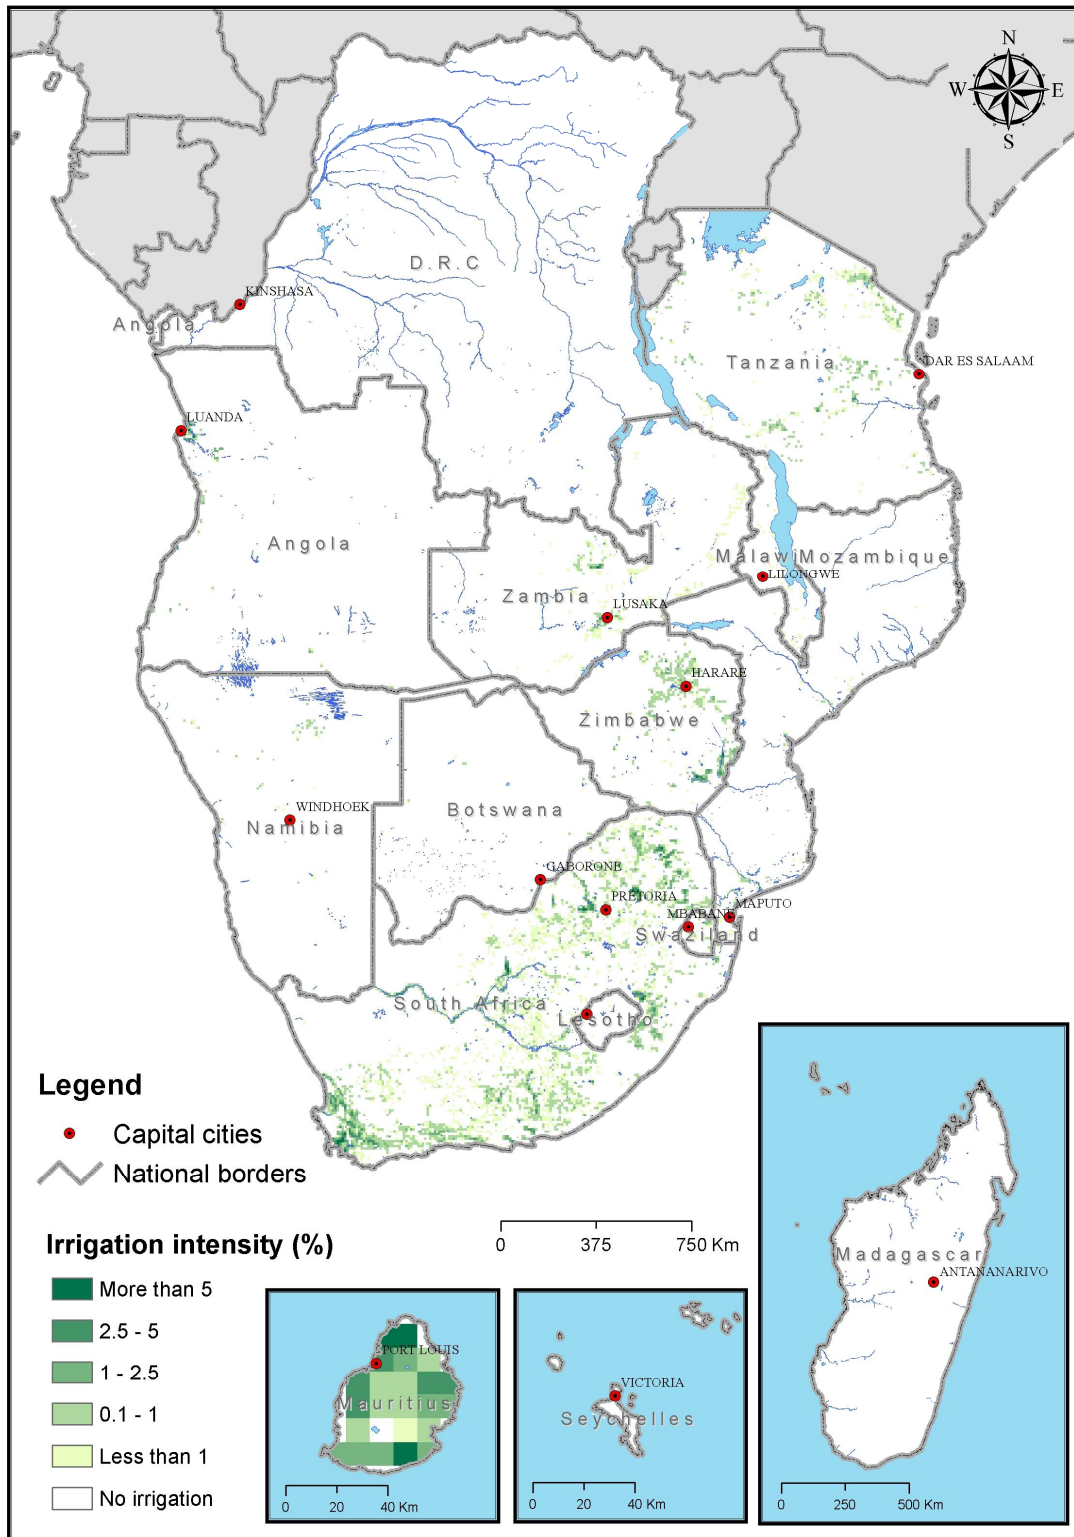 N
W E
S
D.R.C
KINSHASA
Angola
Tanzania
DAR ES SALAAM
LUANDA
Angola
Malawi
Mozambique
LILONGWE
Zambia
LUSAKA
HARARE
Zimbabwe
WINDHOEK
Namibia
Botswana
GABORONE
PRETORIA
MBABANE
MAPUTO
Swaziland
South Africa
Lesotho
Legend
Capital cities
National borders
Irrigation intensity (%)
More than 5
2.5 - 5
1 - 2.5
0.1 - 1
Less than 1
No irrigation
0 375 750 Km
PORT LOUIS
Mauritius
0 20 40 Km
VICTORIA
Seychelles
0 20 40 Km
Madagascar
ANTANANARIVO
0 250 500 Km